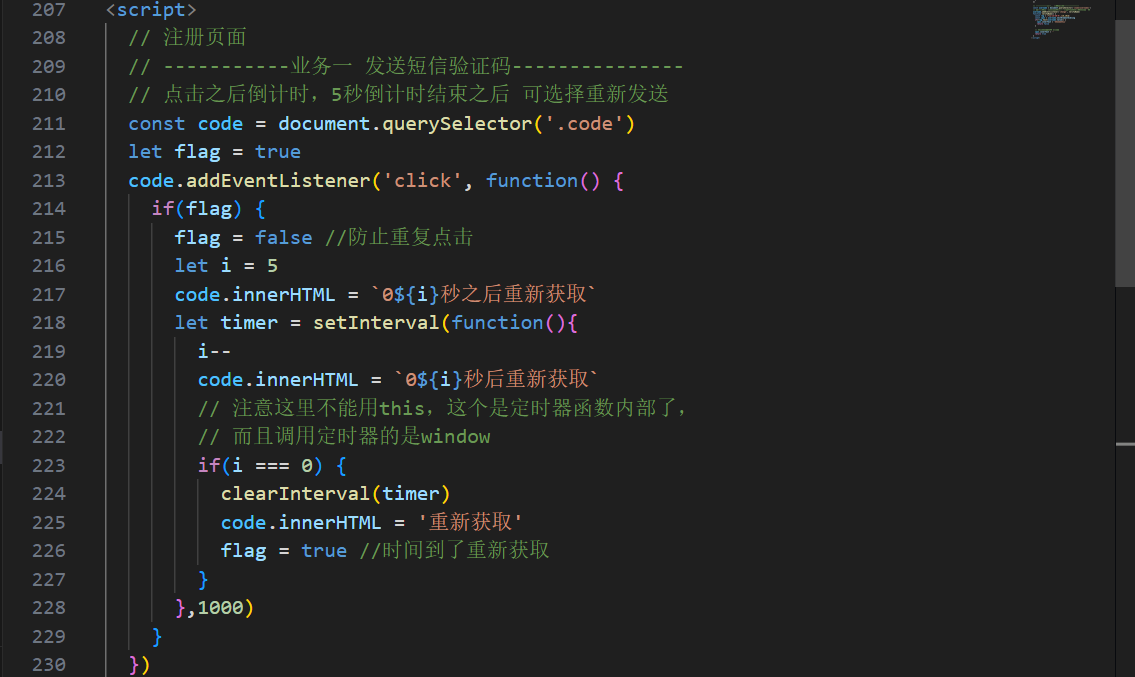 207 <script>
208 // 注册页面
209 // -----------业务一 发送短信验证码---------------
210 // 点击之后倒计时，5秒倒计时结束之后 可选择重新发送
211 const code = document.querySelector('.code')
212 let flag = true
213 code.addEventListener('click', function() {
214 if(flag) {
215 flag = false //防止重复点击
216 let i = 5
217 code.innerHTML = `0${i}秒之后重新获取`
218 let timer = setInterval(function(){
219 i--
220 code.innerHTML = `0${i}秒后重新获取`
221 // 注意这里不能用this，这个是定时器函数内部了，
222 // 而且调用定时器的是window
223 if(i === 0) {
224 clearInterval(timer)
225 code.innerHTML = '重新获取'
226 flag = true //时间到了重新获取
227 }
228 },1000)
229 }
230 })